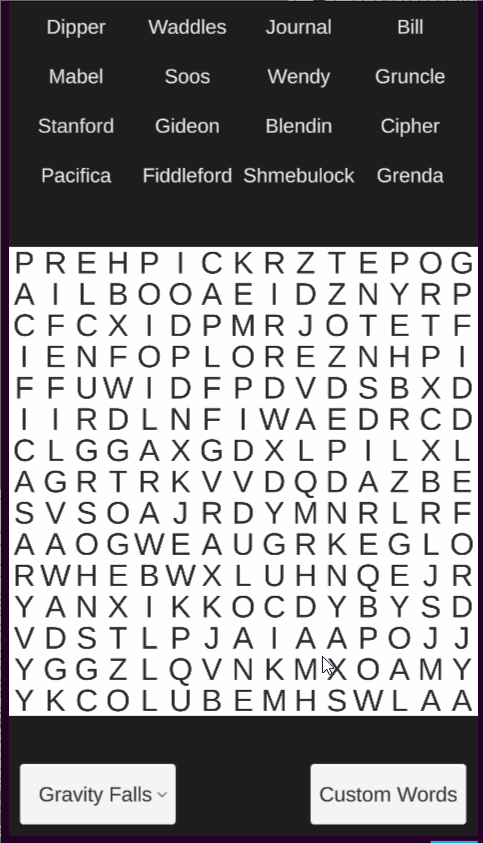 Dipper Waddles Journal Bill
Mabel Soos Wendy Gruncle
Stanford Gideon Blendin Cipher
Pacifica Fiddleford Shmebulock Grenda
P R E H P I C K R Z T E P O G
A I L B O O A E I D Z N Y R P
C F C X I D P M R J O T E T F
I E N F O P L O R E Z N H P I
F F U W I D F P D V D S B X D
I I R D L N F I W A E D R C D
C L G G A X G D X L P I L X L
A G R T R K V V D Q D A Z B E
S V S O A J R D Y M N R L R F
A A O G W E A U G R K E G L O
R W H E B W X L U H N Q E J R
Y A N X I K K O C D Y B Y S D
V D S T L P J A I A A P O J J
Y G G Z L Q V N K M X O A M Y
Y K C O L U B E M H S W L A A
Gravity Falls Custom Words